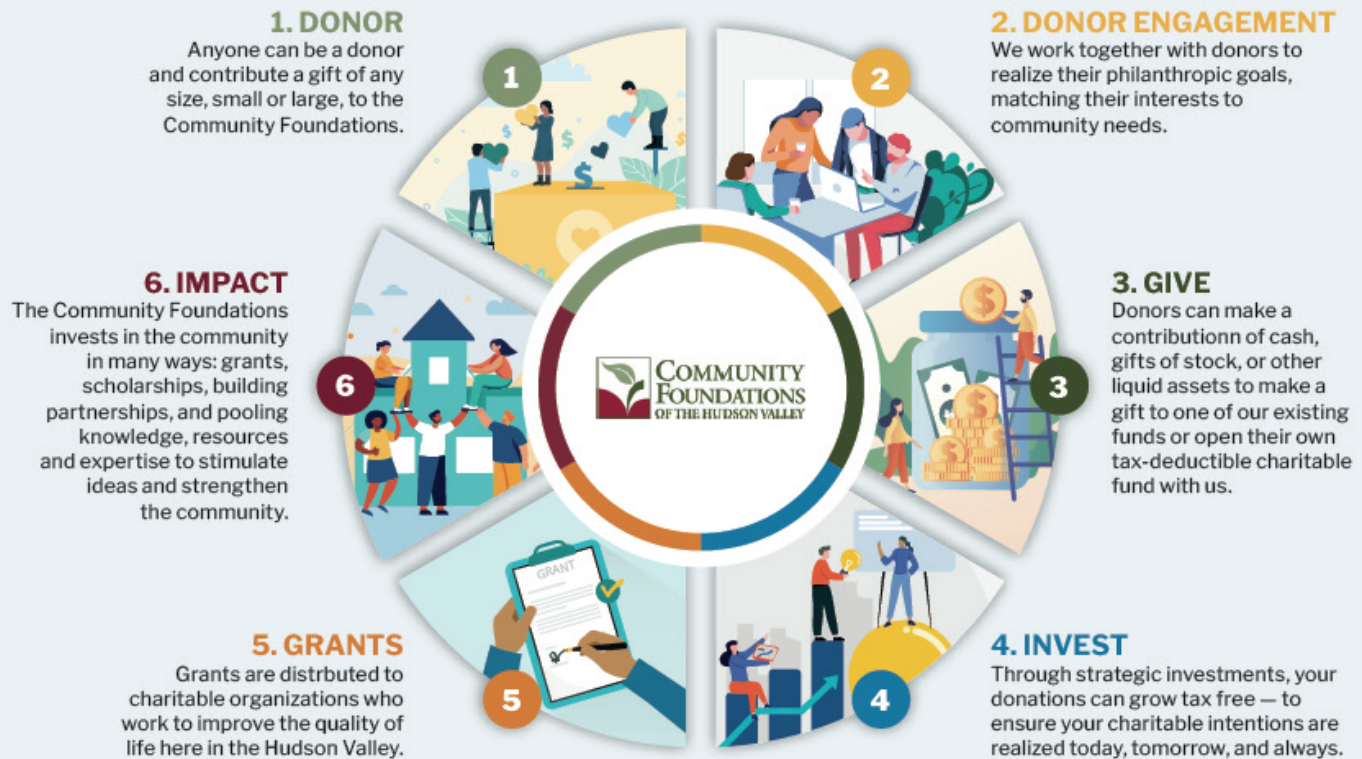 1. DONOR
Anyone can be a donor
and contribute a gift of any
size, small or large, to the
Community Foundations.
1
2. DONOR ENGAGEMENT
We work together with donors to
realize their philanthropic goals,
matching their interests to
community needs.
2
3. GIVE
Donors can make a
contributionn of cash,
gifts of stock, or other
liquid assets to make a
gift to one of our existing
funds or open their own
tax-deductible charitable
fund with us.
3
4. INVEST
Through strategic investments, your
donations can grow tax free — to
ensure your charitable intentions are
realized today, tomorrow, and always.
4
5. GRANTS
Grants are distrbuted to
charitable organizations who
work to improve the quality of
life here in the Hudson Valley.
5
GRANT
6. IMPACT
The Community Foundations
invests in the community
in many ways: grants,
scholarships, building
partnerships, and pooling
knowledge, resources
and expertise to stimulate
ideas and strengthen
the community.
6
COMMUNITY
FOUNDATIONS
OF THE HUDSON VALLEY